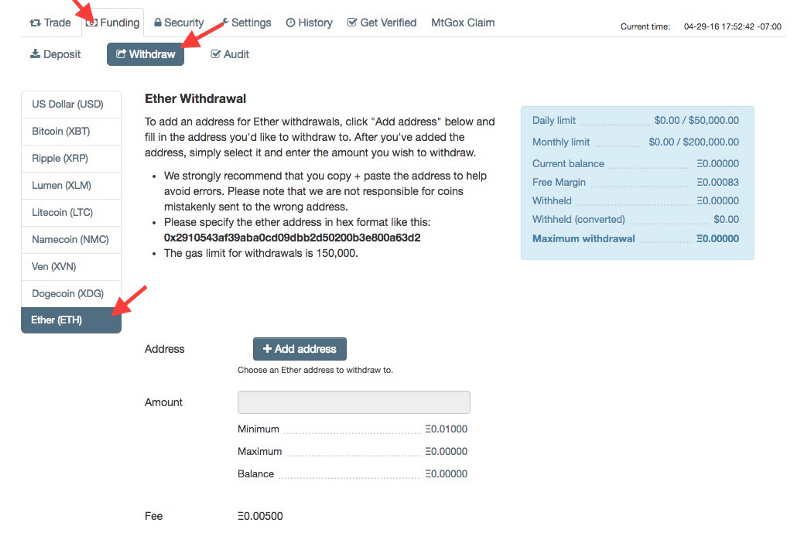 Trade Funding Security Settings History Get Verified MtGox Claim Current time: 04-29-16 17:52:42 -07:00
Deposit Withdraw Audit
US Dollar (USD)
Bitcoin (XBT)
Ripple (XRP)
Lumen (XLM)
Litecoin (LTC)
Namecoin (NMC)
Ven (XVN)
Dogecoin (XDG)
Ether (ETH)
Ether Withdrawal
To add an address for Ether withdrawals, click "Add address" below and
fill in the address you'd like to withdraw to. After you've added the
address, simply select it and enter the amount you wish to withdraw.
• We strongly recommend that you copy + paste the address to help
avoid errors. Please note that we are not responsible for coins
mistakenly sent to the wrong address.
• Please specify the ether address in hex format like this:
0x2910543af39aba0cd09dbb2d50200b3e800a63d2
• The gas limit for withdrawals is 150,000.
Daily limit $0.00 / $50,000.00
Monthly limit $0.00 / $200,000.00
Current balance Ξ0.00000
Free Margin Ξ0.00083
Withheld Ξ0.00000
Withheld (converted) $0.00
Maximum withdrawal Ξ0.00000
Address + Add address
Choose an Ether address to withdraw to.
Amount
Minimum Ξ0.01000
Maximum Ξ0.00000
Balance Ξ0.00000
Fee Ξ0.00500